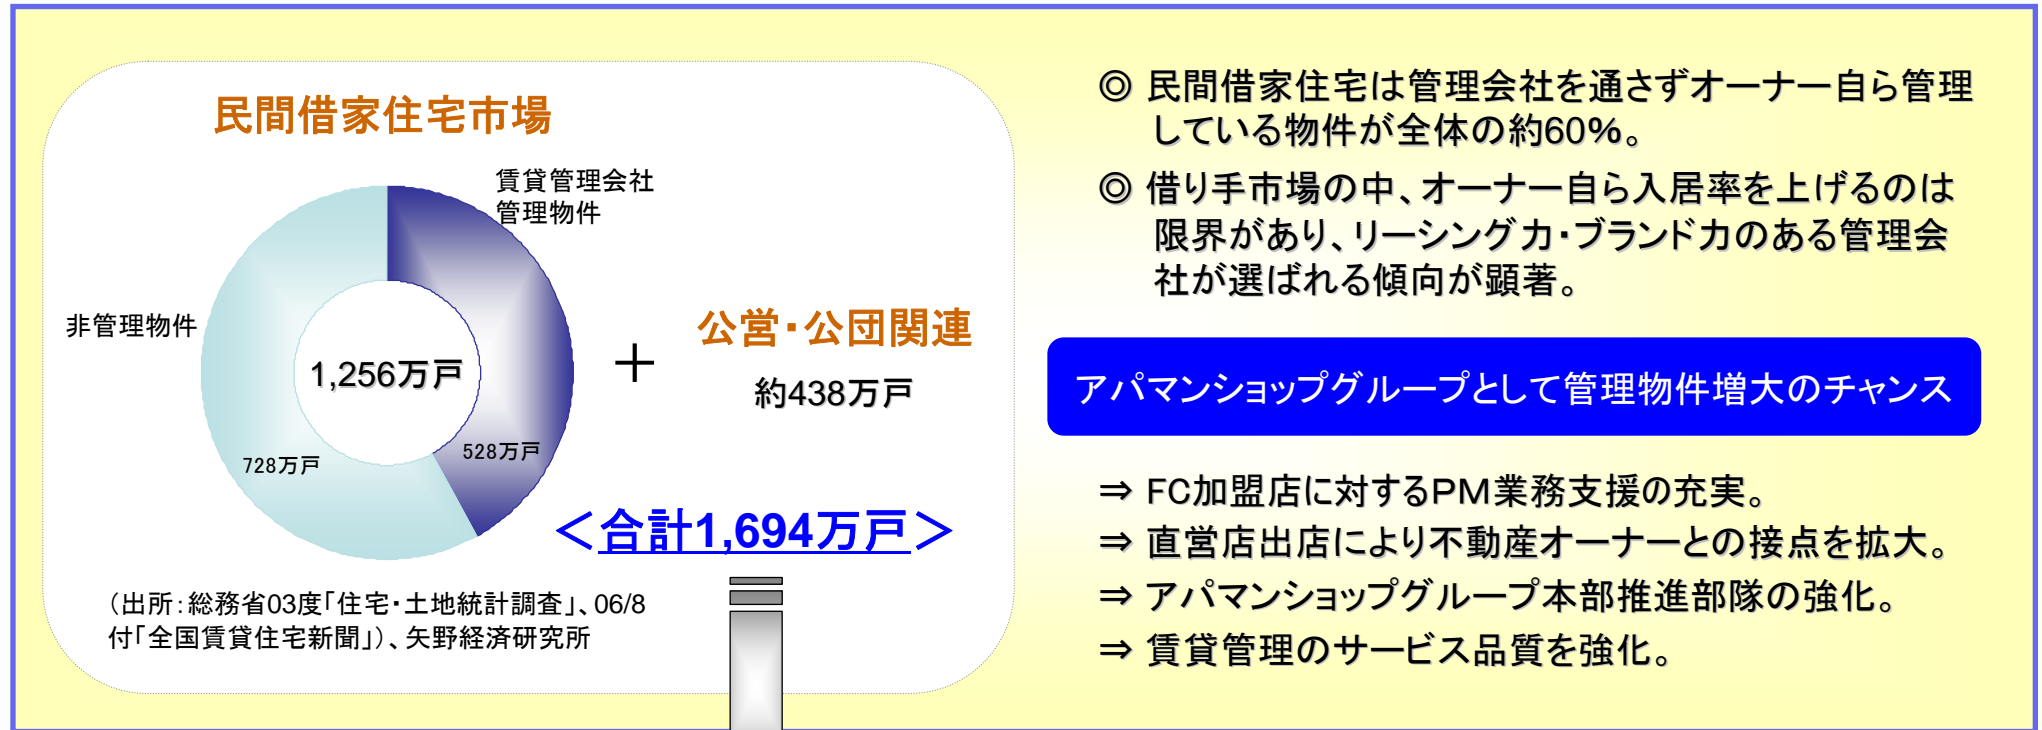 民間借家住宅市場
賃貸管理会社
管理物件
非管理物件
1,256万戸
728万戸
528万戸
＋
公営・公団関連
約438万戸
＜合計1,694万戸＞
（出所：総務省03度「住宅・土地統計調査」、06/8
付「全国賃貸住宅新聞」）、矢野経済研究所
◎ 民間借家住宅は管理会社を通さずオーナー自ら管理
している物件が全体の約60%。
◎ 借り手市場の中、オーナー自ら入居率を上げるのは
限界があり、リーシング力・ブランド力のある管理会
社が選ばれる傾向が顕著。
アパマンショップグループとして管理物件増大のチャンス
⇒ FC加盟店に対するPM業務支援の充実。
⇒ 直営店出店により不動産オーナーとの接点を拡大。
⇒ アパマンショップグループ本部推進部隊の強化。
⇒ 賃貸管理のサービス品質を強化。